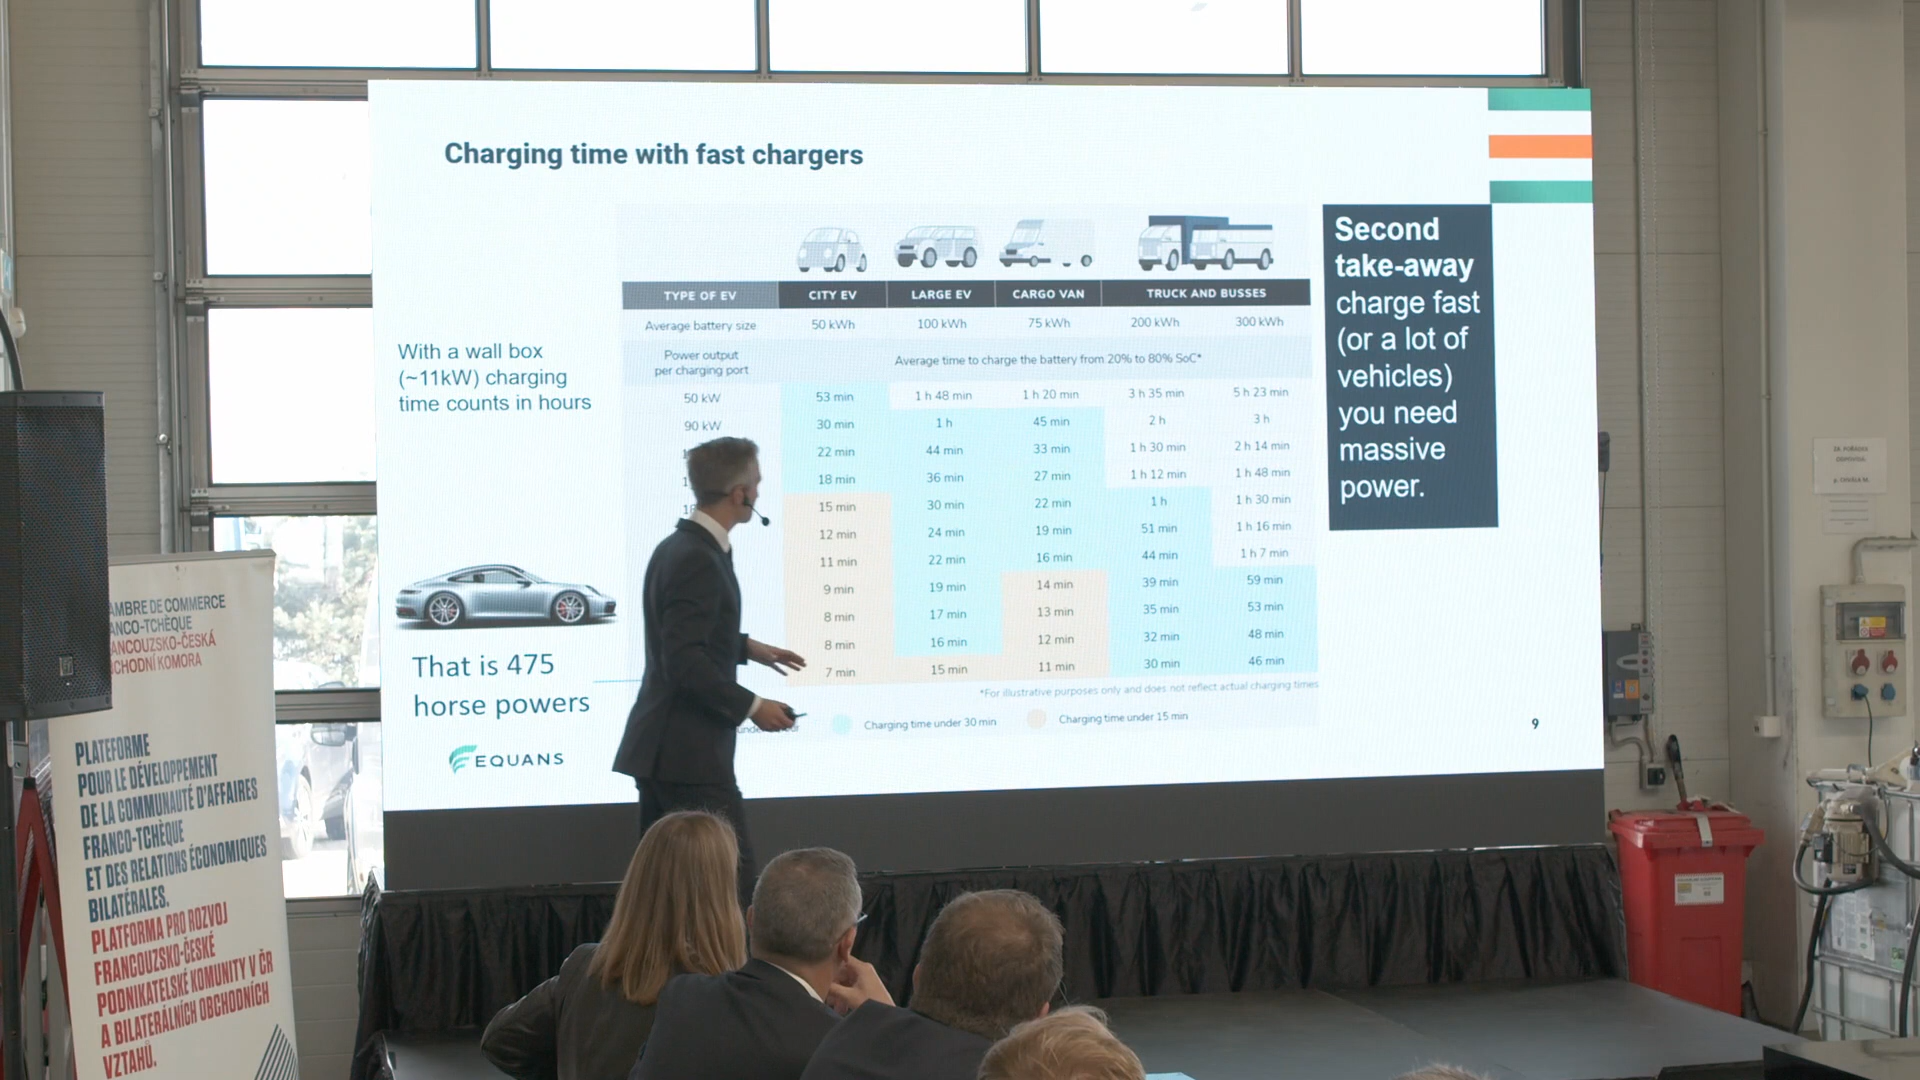 Charging time with fast chargers
TYPE OF EV CITY EV LARGE EV CARGO VAN TRUCK AND BUSSES
Average battery size 50 kWh 100 kWh 75 kWh 200 kWh 300 kWh
Power output
per charging port
Average time to charge the battery from 20% to 80% SoC*
50 kW 53 min 1 h 48 min 1 h 20 min 3 h 35 min 5 h 23 min
90 kW 30 min 1 h 45 min 2 h 3 h
22 min 44 min 33 min 1 h 30 min 2 h 14 min
18 min 36 min 27 min 1 h 12 min 1 h 48 min
15 min 30 min 22 min 1 h 1 h 30 min
12 min 24 min 19 min 51 min 1 h 16 min
11 min 22 min 16 min 44 min 1 h 7 min
9 min 19 min 14 min 39 min 59 min
8 min 17 min 13 min 35 min 53 min
8 min 16 min 12 min 32 min 48 min
7 min 15 min 11 min 30 min 46 min
*For illustrative purposes only and does not reflect actual charging times
Charging time under 30 min Charging time under 15 min
With a wall box
(~11kW) charging
time counts in hours
That is 475
horse powers
EQUANS
Second
take-away
charge fast
(or a lot of
vehicles)
you need
massive
power.
9
AMBRE DE COMMERCE
ANCO-TCHÈQUE
ANCOUZSKO-ČESKÁ
CHODNÍ KOMORA
PLATEFORME
POUR LE DÉVELOPPEMENT
DE LA COMMUNAUTÉ D'AFFAIRES
FRANCO-TCHÈQUE
ET DES RELATIONS ÉCONOMIQUES
BILATÉRALES.
PLATFORMA PRO ROZVOJ
FRANCOUZSKO-ČESKÉ
PODNIKATELSKÉ KOMUNITY V ČR
A BILATERÁLNÍCH OBCHODNÍCH
VZTAHŮ.